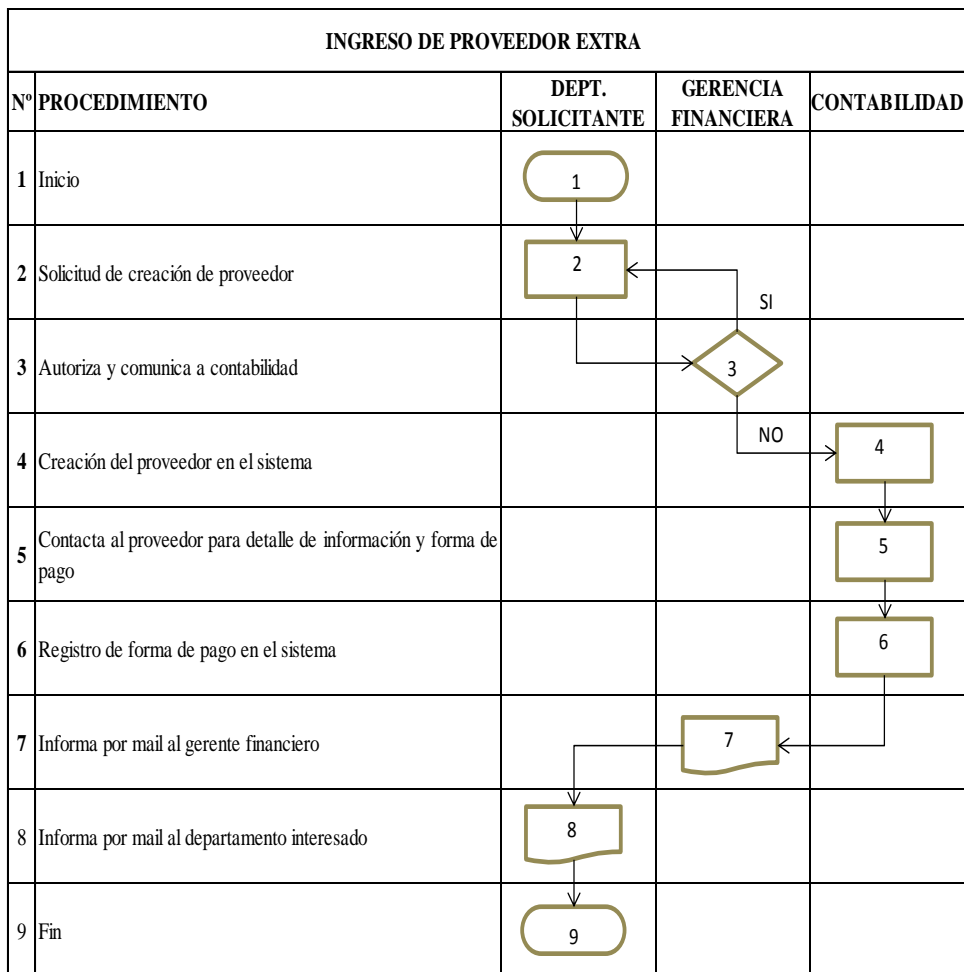 INGRESO DE PROVEEDOR EXTRA
Nº PROCEDIMIENTO DEPT. SOLICITANTE GERENCIA FINANCIERA CONTABILIDAD
1 Inicio 1
2 Solicitud de creación de proveedor 2
SI
3 Autoriza y comunica a contabilidad 3
NO
4 Creación del proveedor en el sistema 4
5 Contacta al proveedor para detalle de información y forma de
pago 5
6 Registro de forma de pago en el sistema 6
7 Informa por mail al gerente financiero 7
8 Informa por mail al departamento interesado 8
9 Fin 9